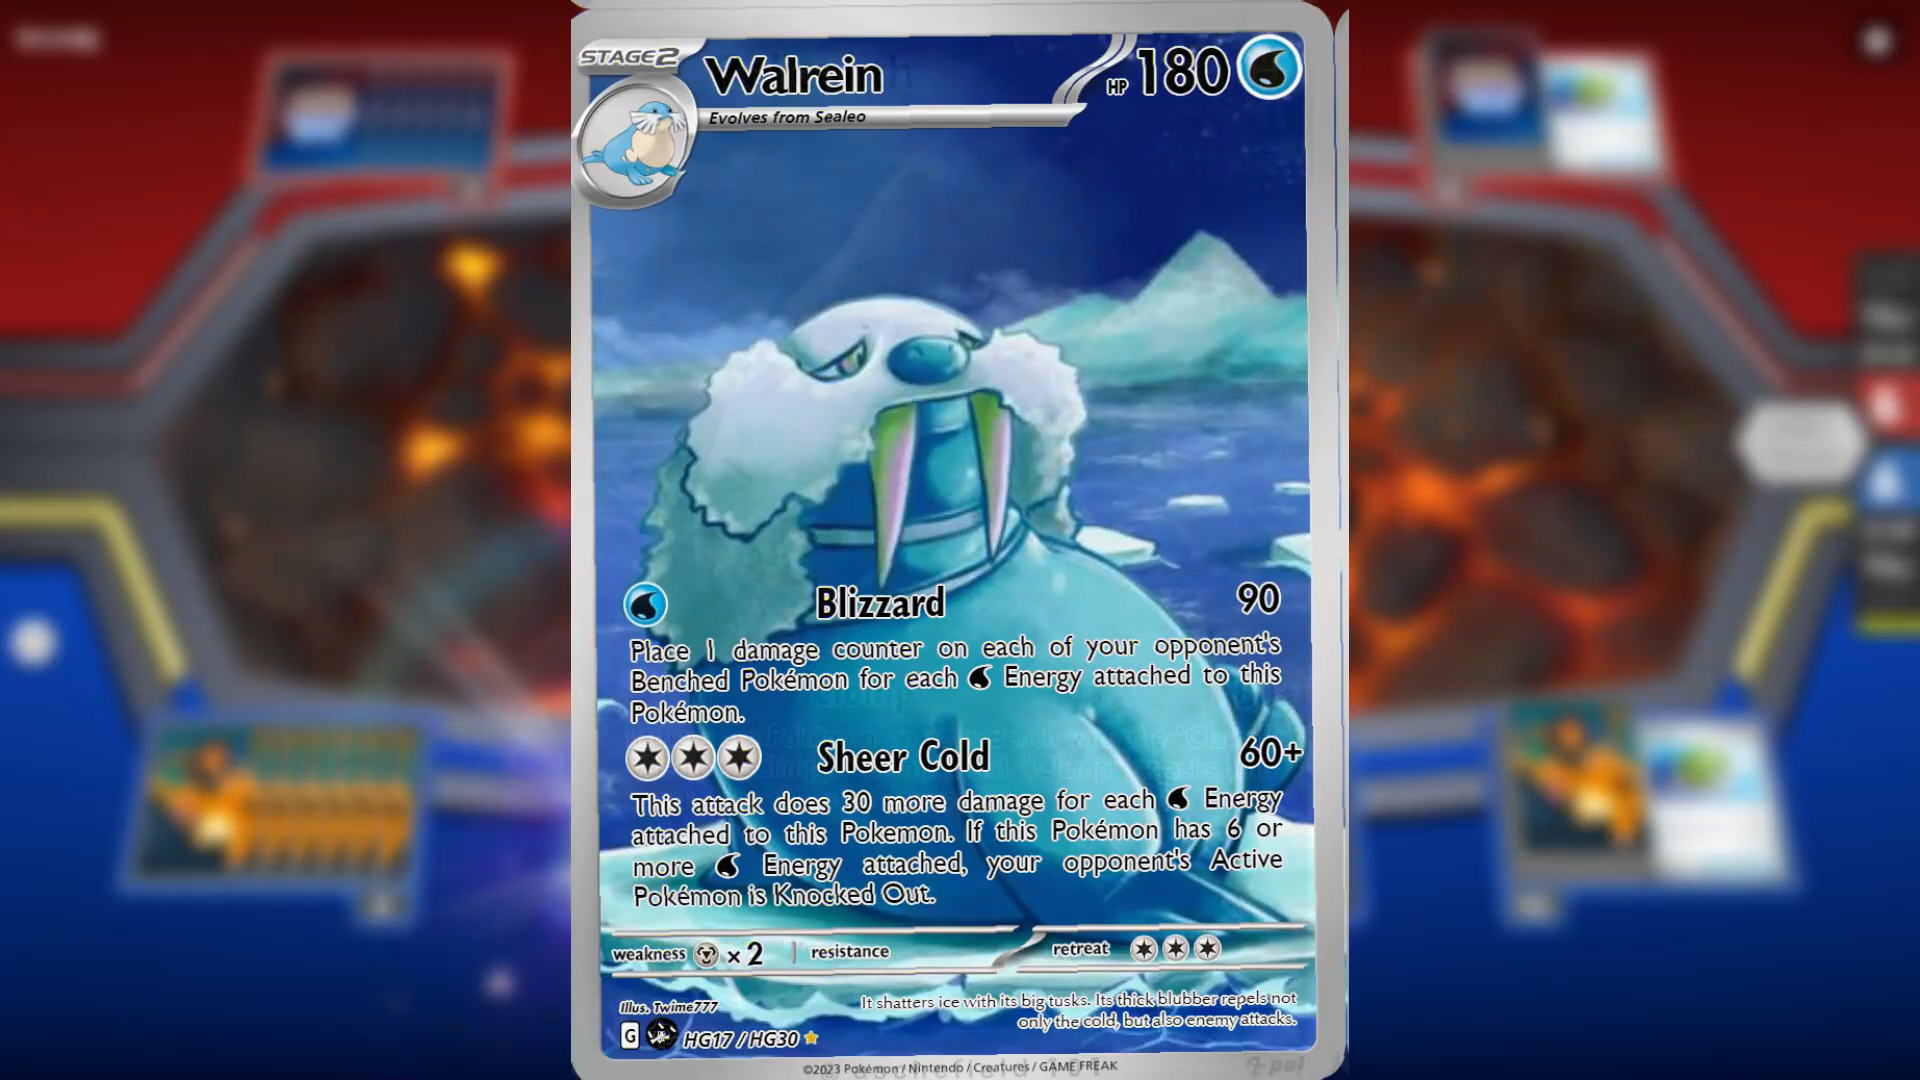 STAGE2
Walrein
HP 180
Evolves from Sealeo
Blizzard 90
Place 1 damage counter on each of your opponent's
Benched Pokémon for each Energy attached to this
Pokémon.
Sheer Cold 60+
This attack does 30 more damage for each Energy
attached to this Pokemon. If this Pokémon has 6 or
more Energy attached, your opponent's Active
Pokémon is Knocked Out.
weakness ×2 resistance retreat
Illus. Twime777
It shatters ice with its big tusks. Its thick blubber repels not
only the cold, but also enemy attacks.
G HG17 / HG30
©2023 Pokémon / Nintendo / Creatures / GAME FREAK